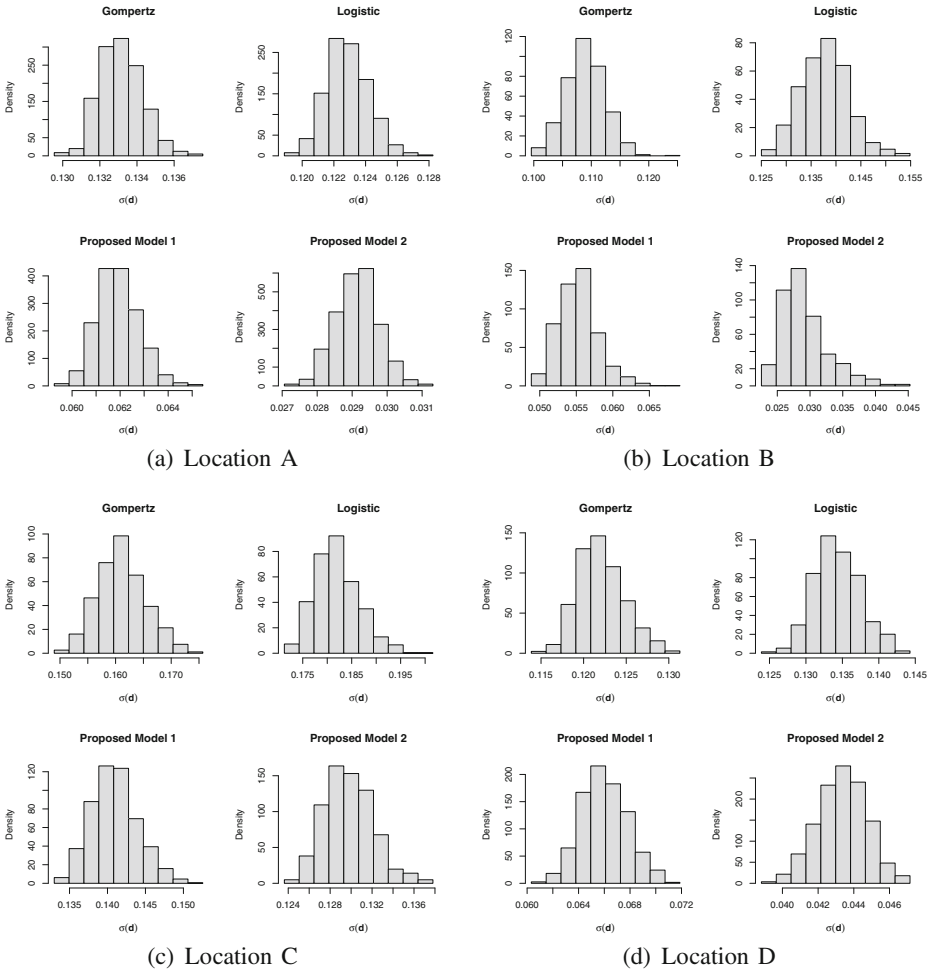 Gompertz
Density
0 50 150 250
0.130 0.132 0.134 0.136
σ(d)
Logistic
Density
0 50 150 250
0.120 0.122 0.124 0.126 0.128
σ(d)
Proposed Model 1
Density
0 100 200 300 400
0.060 0.062 0.064
σ(d)
Proposed Model 2
Density
0 100 300 500
0.027 0.028 0.029 0.030 0.031
σ(d)
(a) Location A
Gompertz
Density
0 20 40 60 80 120
0.100 0.110 0.120
σ(d)
Logistic
Density
0 20 40 60 80
0.125 0.135 0.145 0.155
σ(d)
Proposed Model 1
Density
0 50 100 150
0.050 0.055 0.060 0.065
σ(d)
Proposed Model 2
Density
0 20 60 100 140
0.025 0.030 0.035 0.040 0.045
σ(d)
(b) Location B
Gompertz
Density
0 20 40 60 80 100
0.150 0.160 0.170
σ(d)
Logistic
Density
0 20 40 60 80
0.175 0.185 0.195
σ(d)
Proposed Model 1
Density
0 20 40 60 80 120
0.135 0.140 0.145 0.150
σ(d)
Proposed Model 2
Density
0 50 100 150
0.124 0.128 0.132 0.136
σ(d)
(c) Location C
Gompertz
Density
0 50 100 150
0.115 0.120 0.125 0.130
σ(d)
Logistic
Density
0 20 40 60 80 120
0.125 0.130 0.135 0.140 0.145
σ(d)
Proposed Model 1
Density
0 50 100 150 200
0.060 0.064 0.068 0.072
σ(d)
Proposed Model 2
Density
0 50 100 200
0.040 0.042 0.044 0.046
σ(d)
(d) Location D